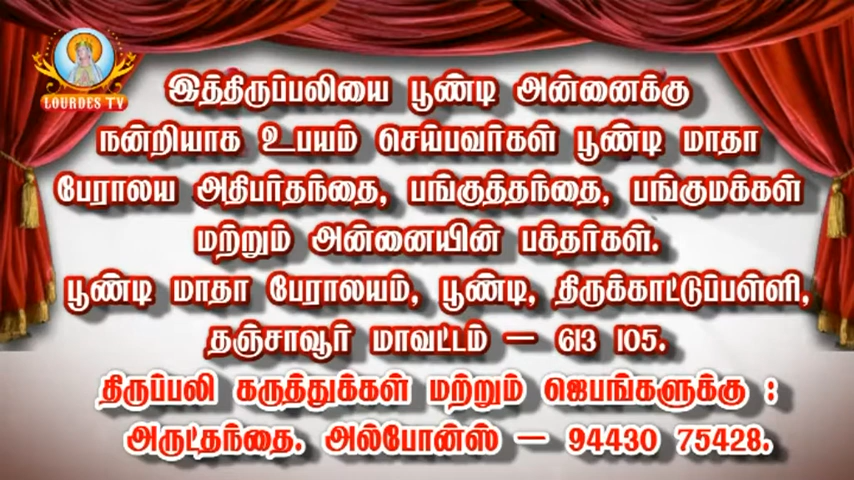 LOURDES TV
இத்திருப்பலியை பூண்டி அன்னைக்கு
நன்றியாக உபயம் செய்பவர்கள் பூண்டி மாதா
பேராலய அதிபர்தந்தை, பங்குத்தந்தை, பங்குமக்கள்
மற்றும் அன்னையின் பக்தர்கள்.
பூண்டி மாதா பேராலயம், பூண்டி, திருக்காட்டுப்பள்ளி,
தஞ்சாவூர் மாவட்டம் – 613 105.
திருப்பலி கருத்துக்கள் மற்றும் ஜெபங்களுக்கு :
அருட்தந்தை. அல்போன்ஸ் – 94430 75428.